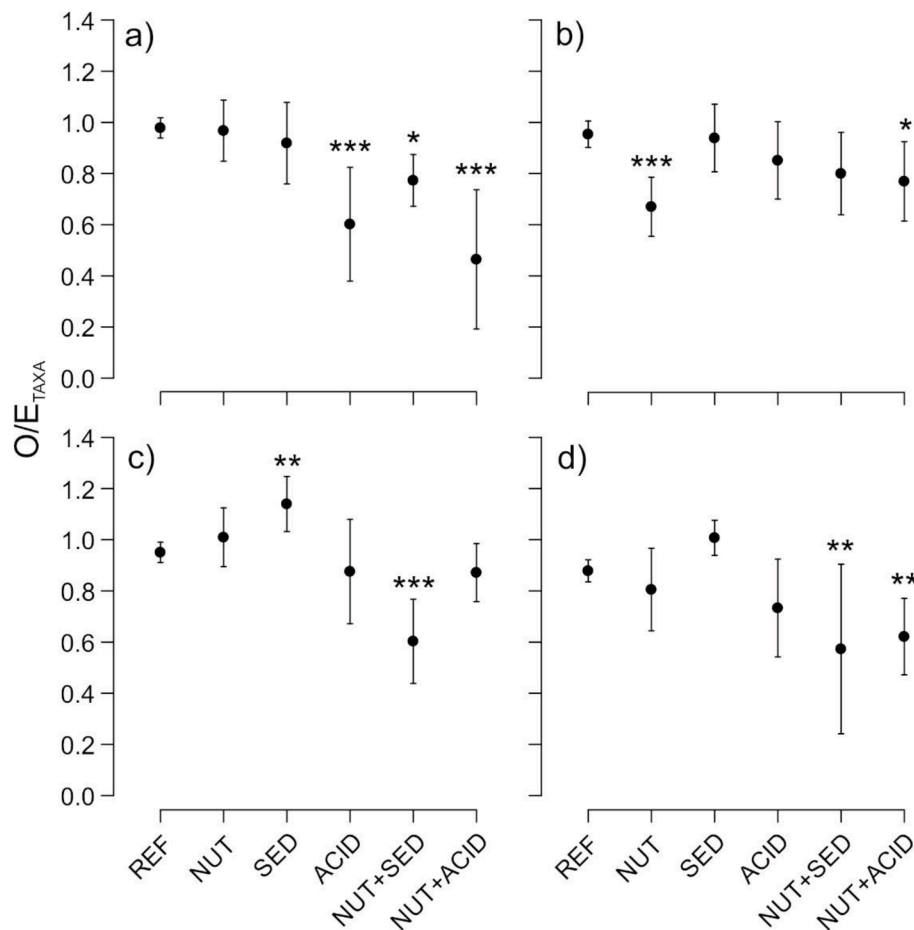 O/E TAXA
a)
1.4
1.2
1.0
0.8
0.6
0.4
0.2
0.0
***
*
***
b)
***
*
c)
1.4
1.2
1.0
0.8
0.6
0.4
0.2
0.0
**
***
d)
**
**
REF
NUT
SED
ACID
NUT+SED
NUT+ACID
REF
NUT
SED
ACID
NUT+SED
NUT+ACID